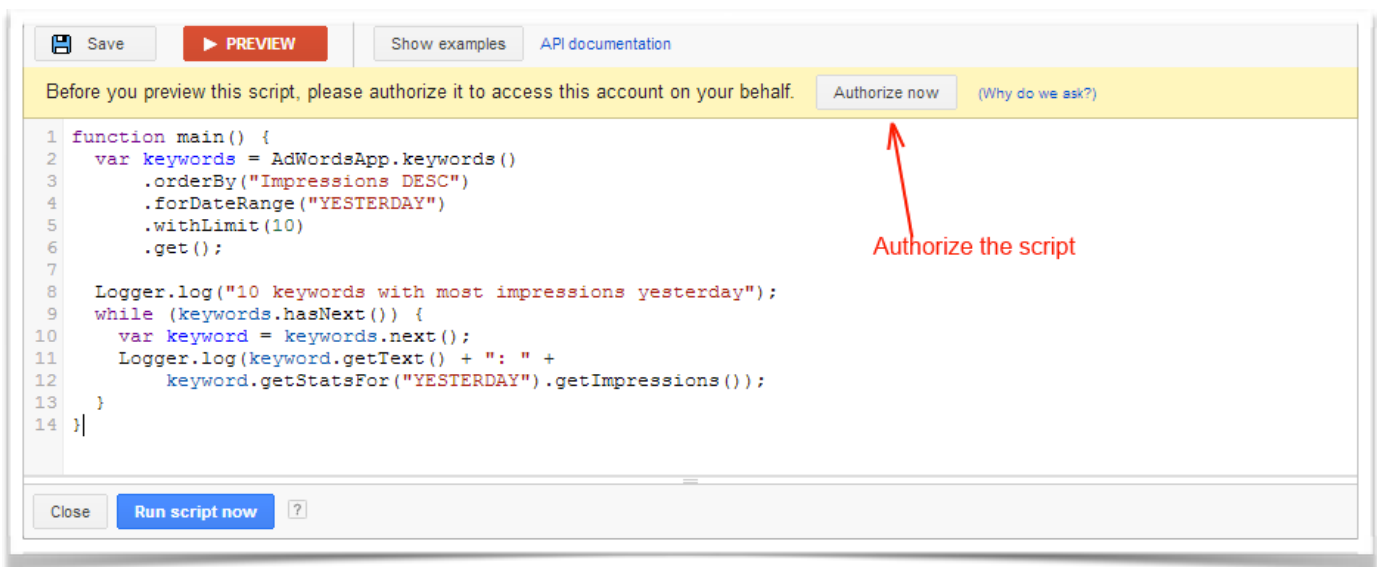 Save PREVIEW Show examples API documentation
Before you preview this script, please authorize it to access this account on your behalf. Authorize now (Why do we ask?)
1 function main() {
2   var keywords = AdWordsApp.keywords()
3       .orderBy("Impressions DESC")
4       .forDateRange("YESTERDAY")
5       .withLimit(10)
6       .get();
Authorize the script
7
8   Logger.log("10 keywords with most impressions yesterday");
9   while (keywords.hasNext()) {
10     var keyword = keywords.next();
11     Logger.log(keyword.getText() + ": " +
12         keyword.getStatsFor("YESTERDAY").getImpressions());
13   }
14 }
Close Run script now ?